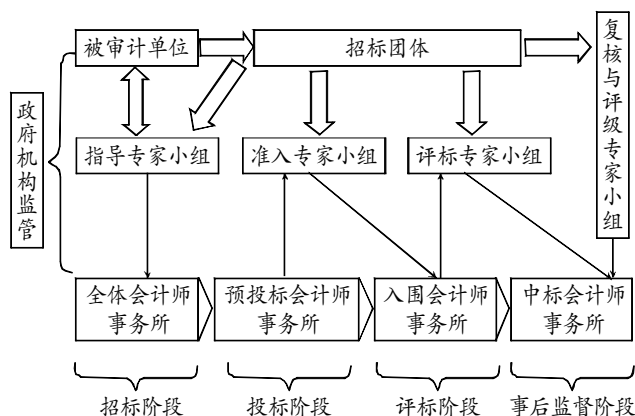 被审计单位
招标团体
复核与评级专家小组
政府机构监管
指导专家小组
准入专家小组
评标专家小组
全体会计师
事务所
预投标会计师
事务所
入围会计师
事务所
中标会计师
事务所
招标阶段
投标阶段
评标阶段
事后监督阶段